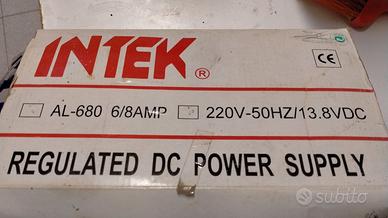 INTEK®
CE
AL-680 6/8AMP 220V-50HZ/13.8VDC
REGULATED DC POWER SUPPLY
subito